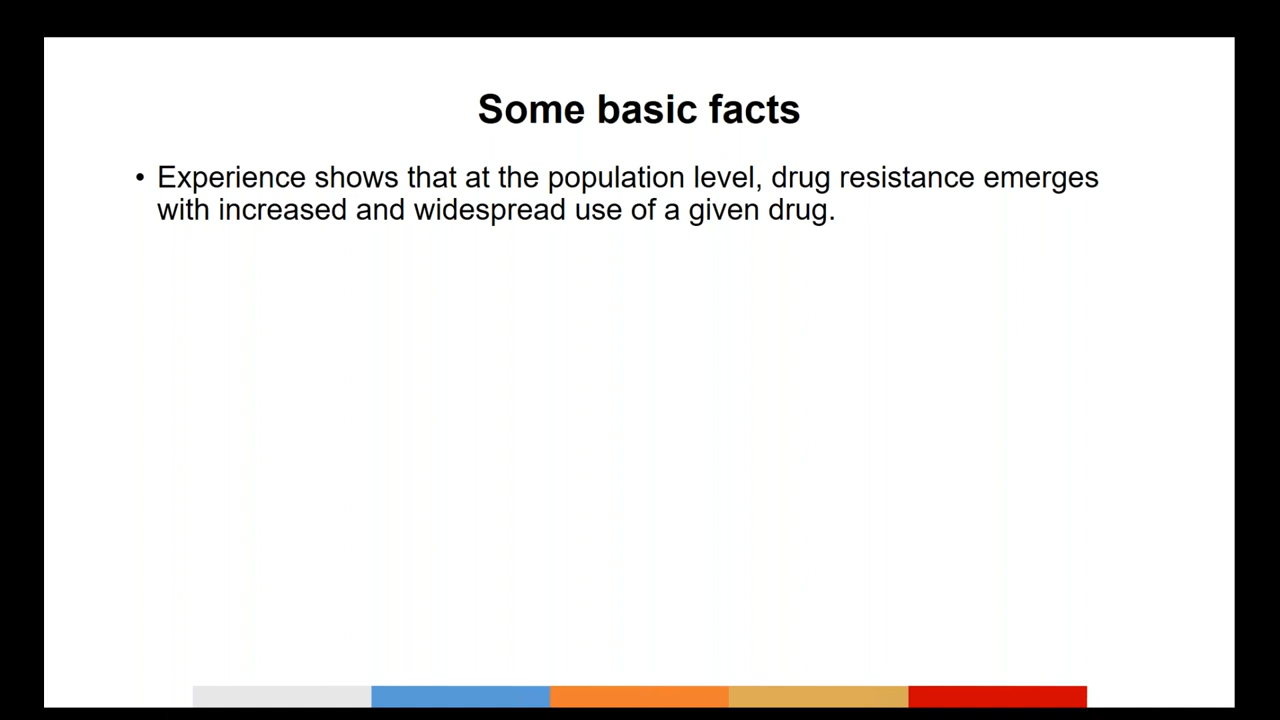 Some basic facts
• Experience shows that at the population level, drug resistance emerges
with increased and widespread use of a given drug.